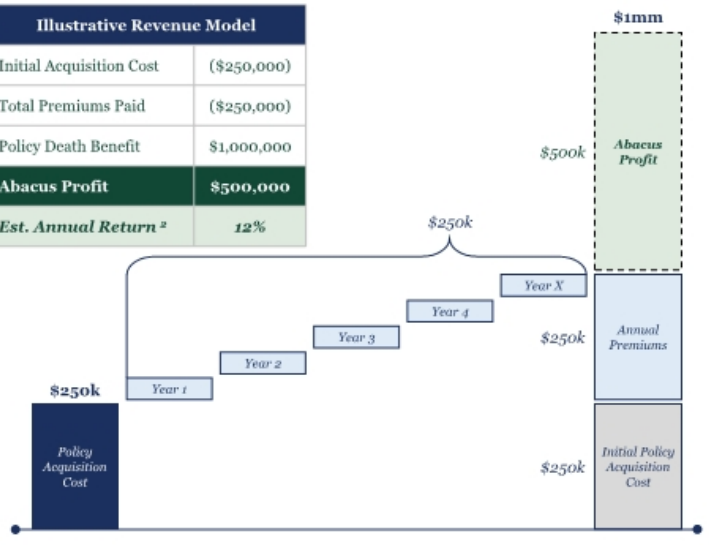 Illustrative Revenue Model
Initial Acquisition Cost ($250,000)
Total Premiums Paid ($250,000)
Policy Death Benefit $1,000,000
Abacus Profit $500,000
Est. Annual Return ² 12%
$1mm
$500k
Abacus
Profit
$250k
Year X
Year 4
Year 3
Year 2
Year 1
$250k
Annual
Premiums
$250k
Policy
Acquisition
Cost
$250k
Initial Policy
Acquisition
Cost